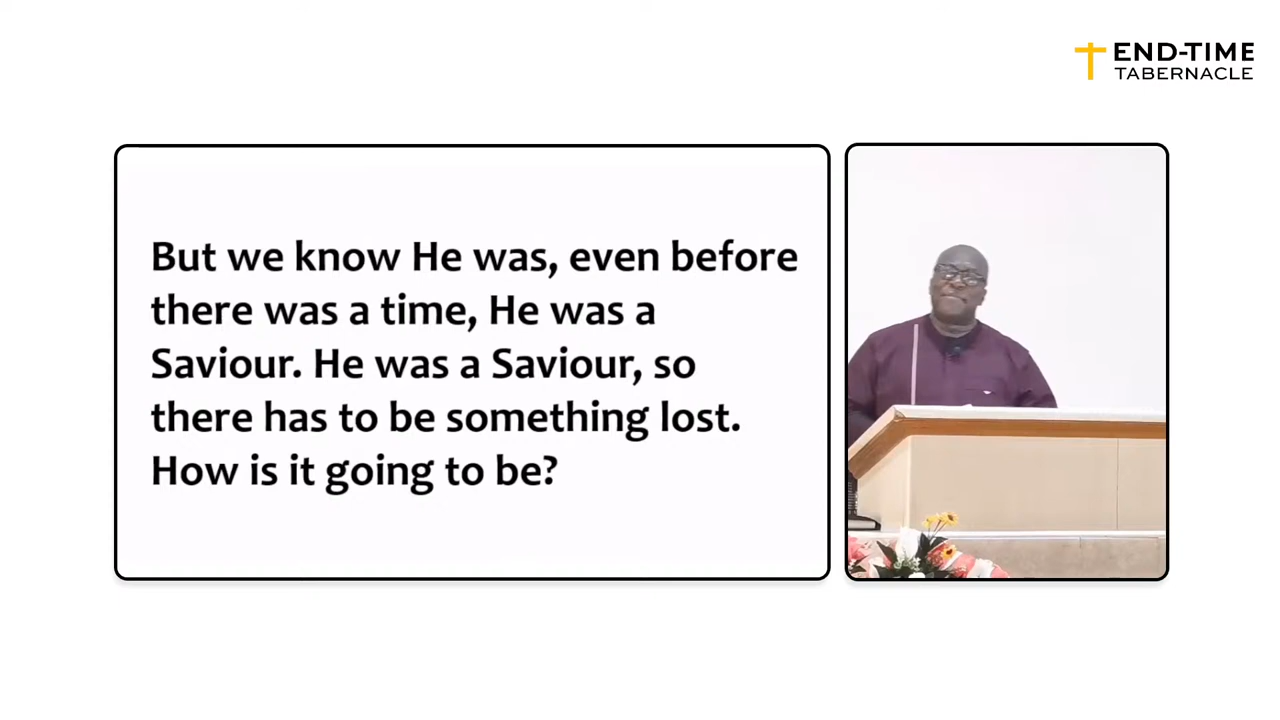 END-TIME
TABERNACLE
But we know He was, even before
there was a time, He was a
Saviour. He was a Saviour, so
there has to be something lost.
How is it going to be?